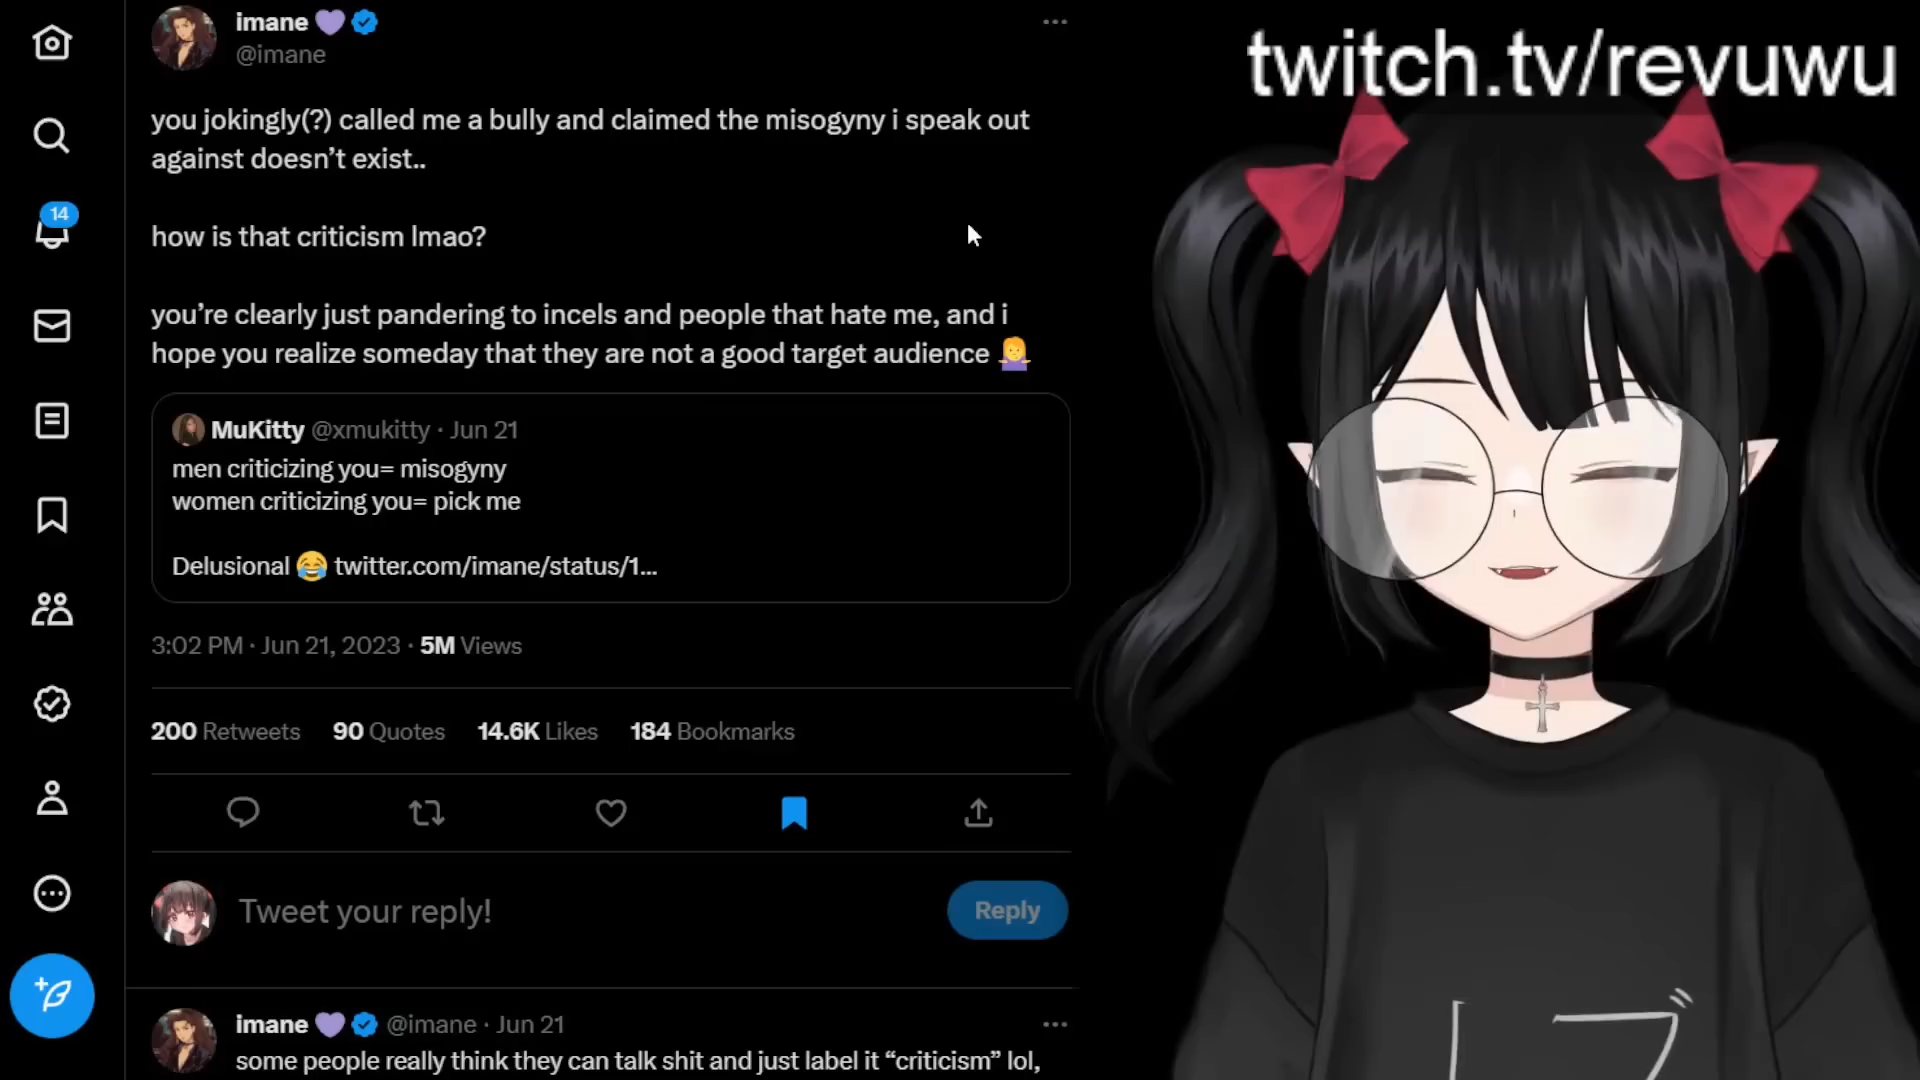 twitch.tv/revuwu
imane 💜
@imane
you jokingly(?) called me a bully and claimed the misogyny i speak out
against doesn’t exist..
how is that criticism lmao?
you’re clearly just pandering to incels and people that hate me, and i
hope you realize someday that they are not a good target audience 🤷‍♀️
MuKitty @xmukitty · Jun 21
men criticizing you= misogyny
women criticizing you= pick me
Delusional 😂 twitter.com/imane/status/1...
3:02 PM · Jun 21, 2023 · 5M Views
200 Retweets 90 Quotes 14.6K Likes 184 Bookmarks
Tweet your reply!
Reply
imane 💜 @imane · Jun 21
some people really think they can talk shit and just label it “criticism” lol,
14